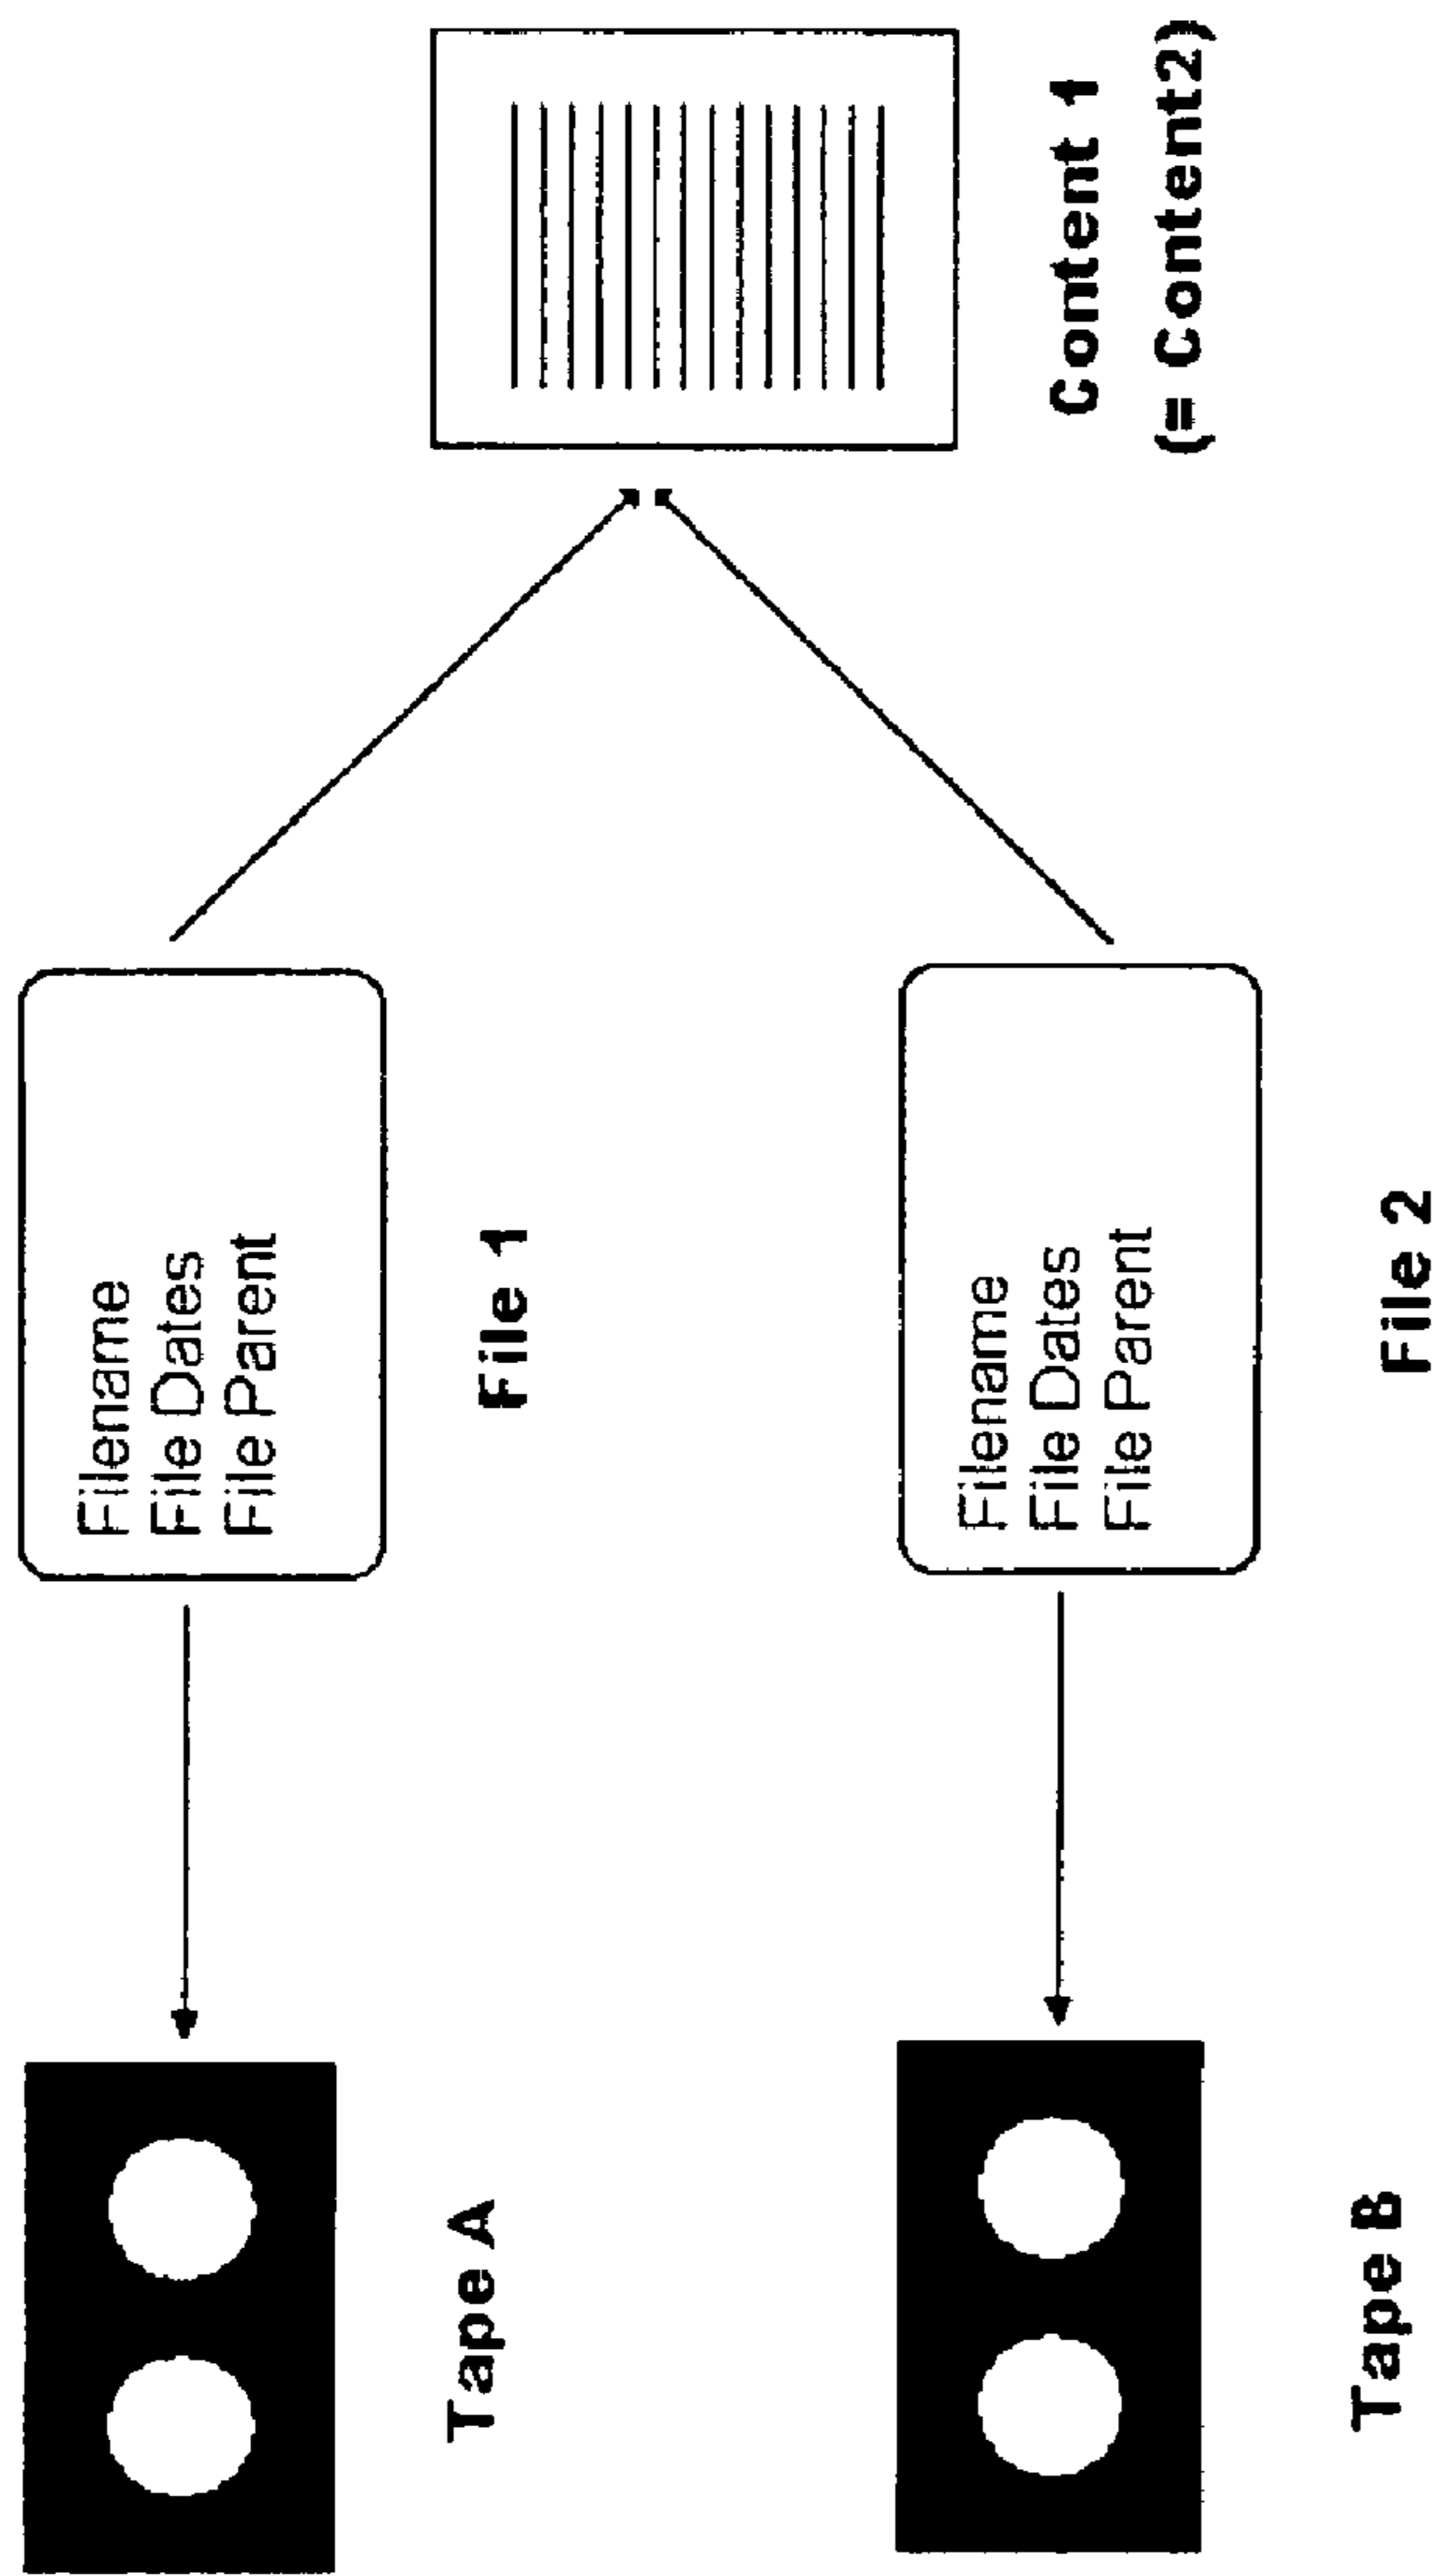 Tape A
Filename
File Dates
File Parent
File 1
Content 1
(= Content2)
Tape B
Filename
File Dates
File Parent
File 2